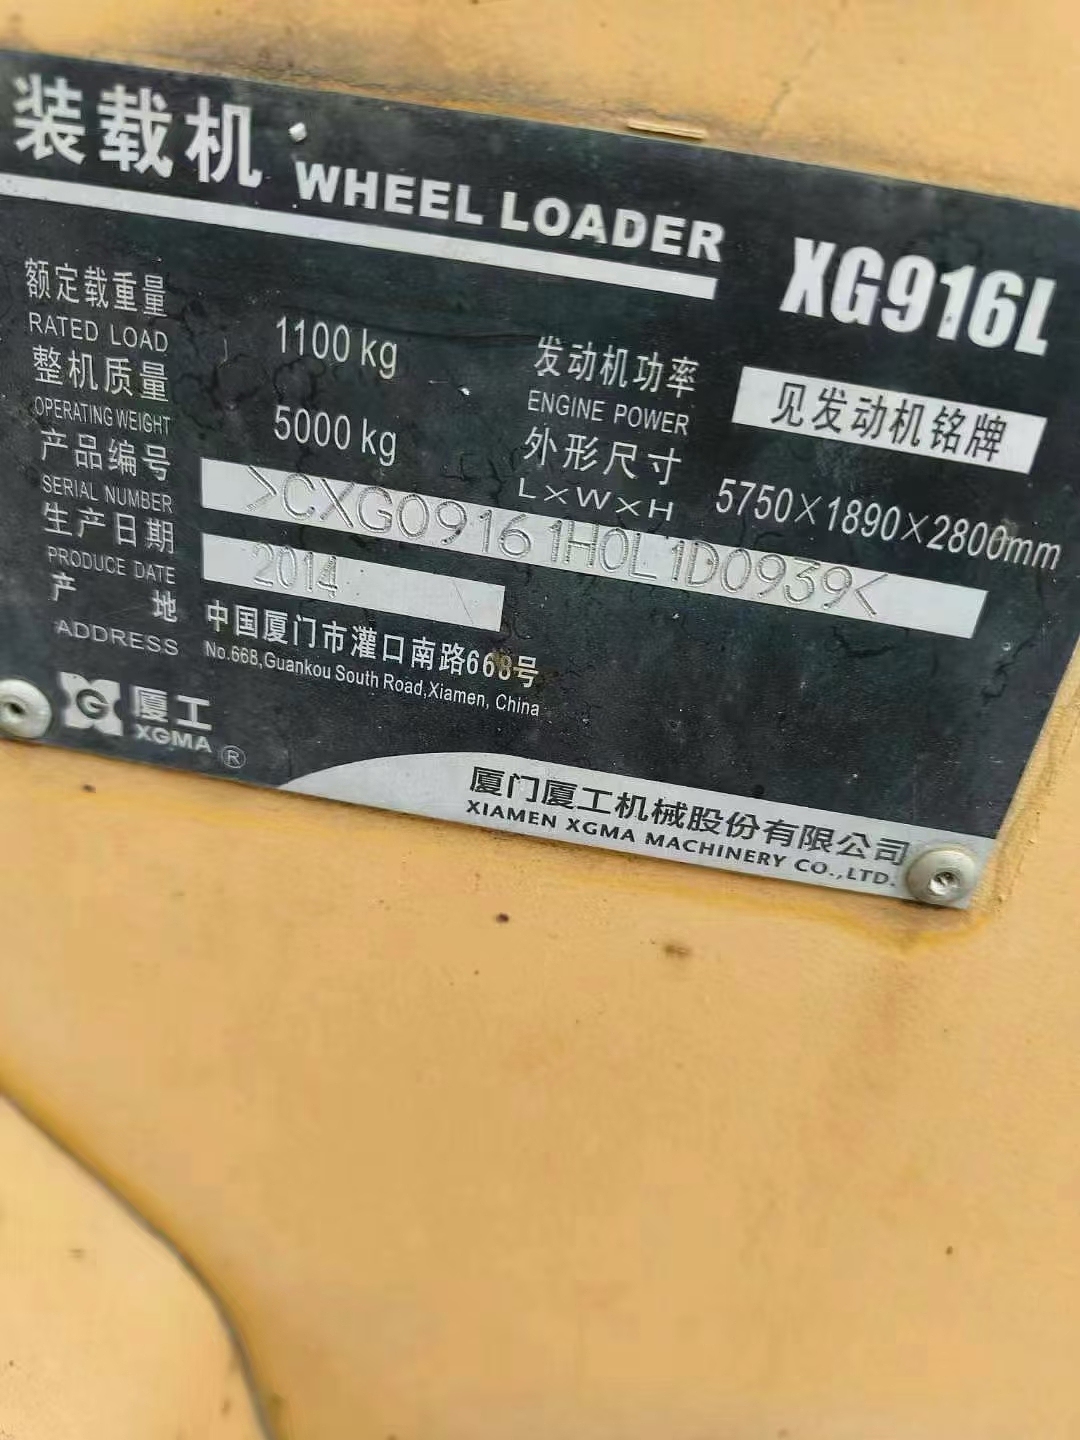 装载机 WHEEL LOADER XG916L
额定载重量
RATED LOAD 1100 kg
整机质量
OPERATING WEIGHT 5000 kg
产品编号
SERIAL NUMBER >CXG09161H0L1D0939<
生产日期
PRODUCE DATE 2014
产地
ADDRESS
中国厦门市灌口南路668号
No.668,Guankou South Road,Xiamen, China
发动机功率
ENGINE POWER 见发动机铭牌
外形尺寸
L×W×H 5750×1890×2800mm
G 厦工
XGMA ®
厦门厦工机械股份有限公司
XIAMEN XGMA MACHINERY CO.,LTD.